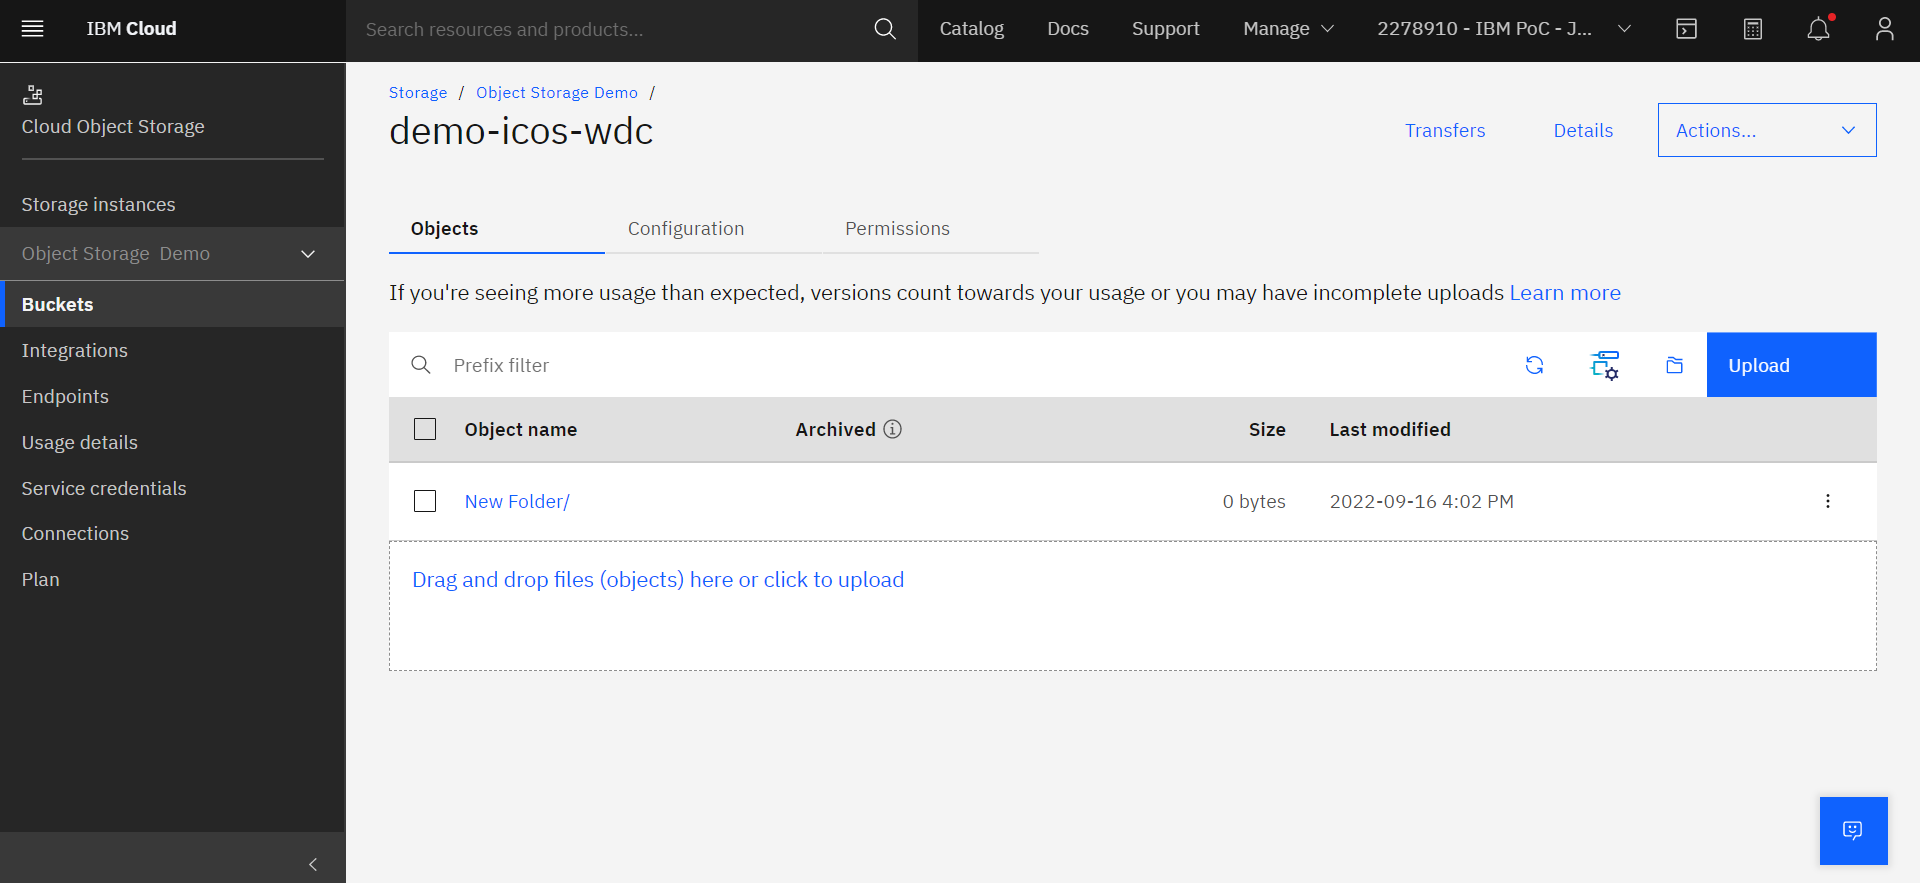 IBM Cloud
Search resources and products...
Catalog
Docs
Support
Manage
2278910 - IBM PoC - J...
Cloud Object Storage
Storage instances
Object Storage Demo
Buckets
Integrations
Endpoints
Usage details
Service credentials
Connections
Plan
Storage / Object Storage Demo /
demo-icos-wdc
Transfers
Details
Actions...
Objects
Configuration
Permissions
If you're seeing more usage than expected, versions count towards your usage or you may have incomplete uploads Learn more
Prefix filter
Upload
Object name
Archived
Size
Last modified
New Folder/
0 bytes
2022-09-16 4:02 PM
Drag and drop files (objects) here or click to upload